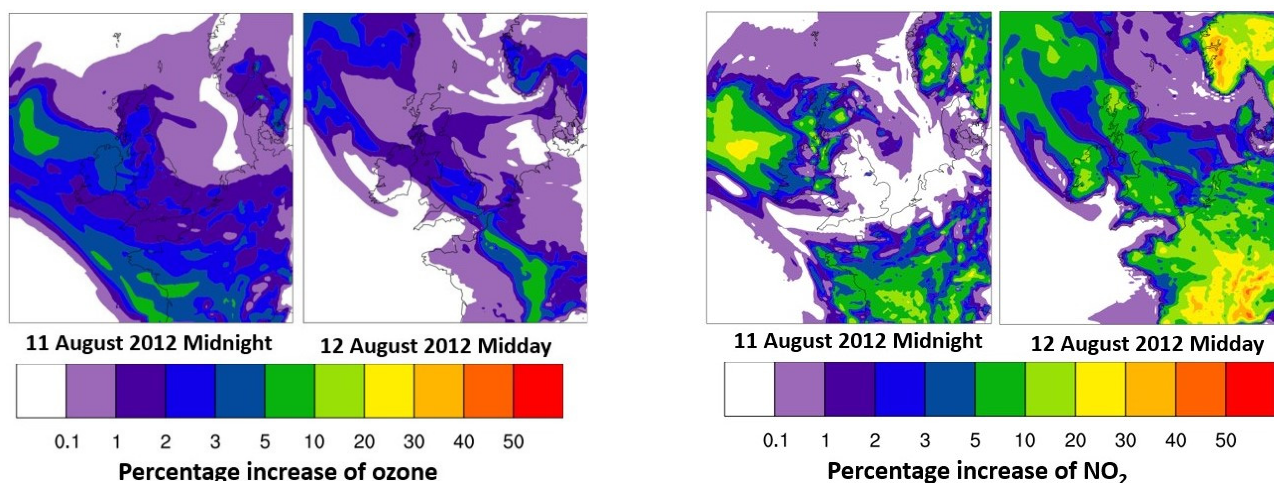 11 August 2012 Midnight
12 August 2012 Midday
0.1 1 2 3 5 10 20 30 40 50
Percentage increase of ozone
11 August 2012 Midnight
12 August 2012 Midday
0.1 1 2 3 5 10 20 30 40 50
Percentage increase of NO₂